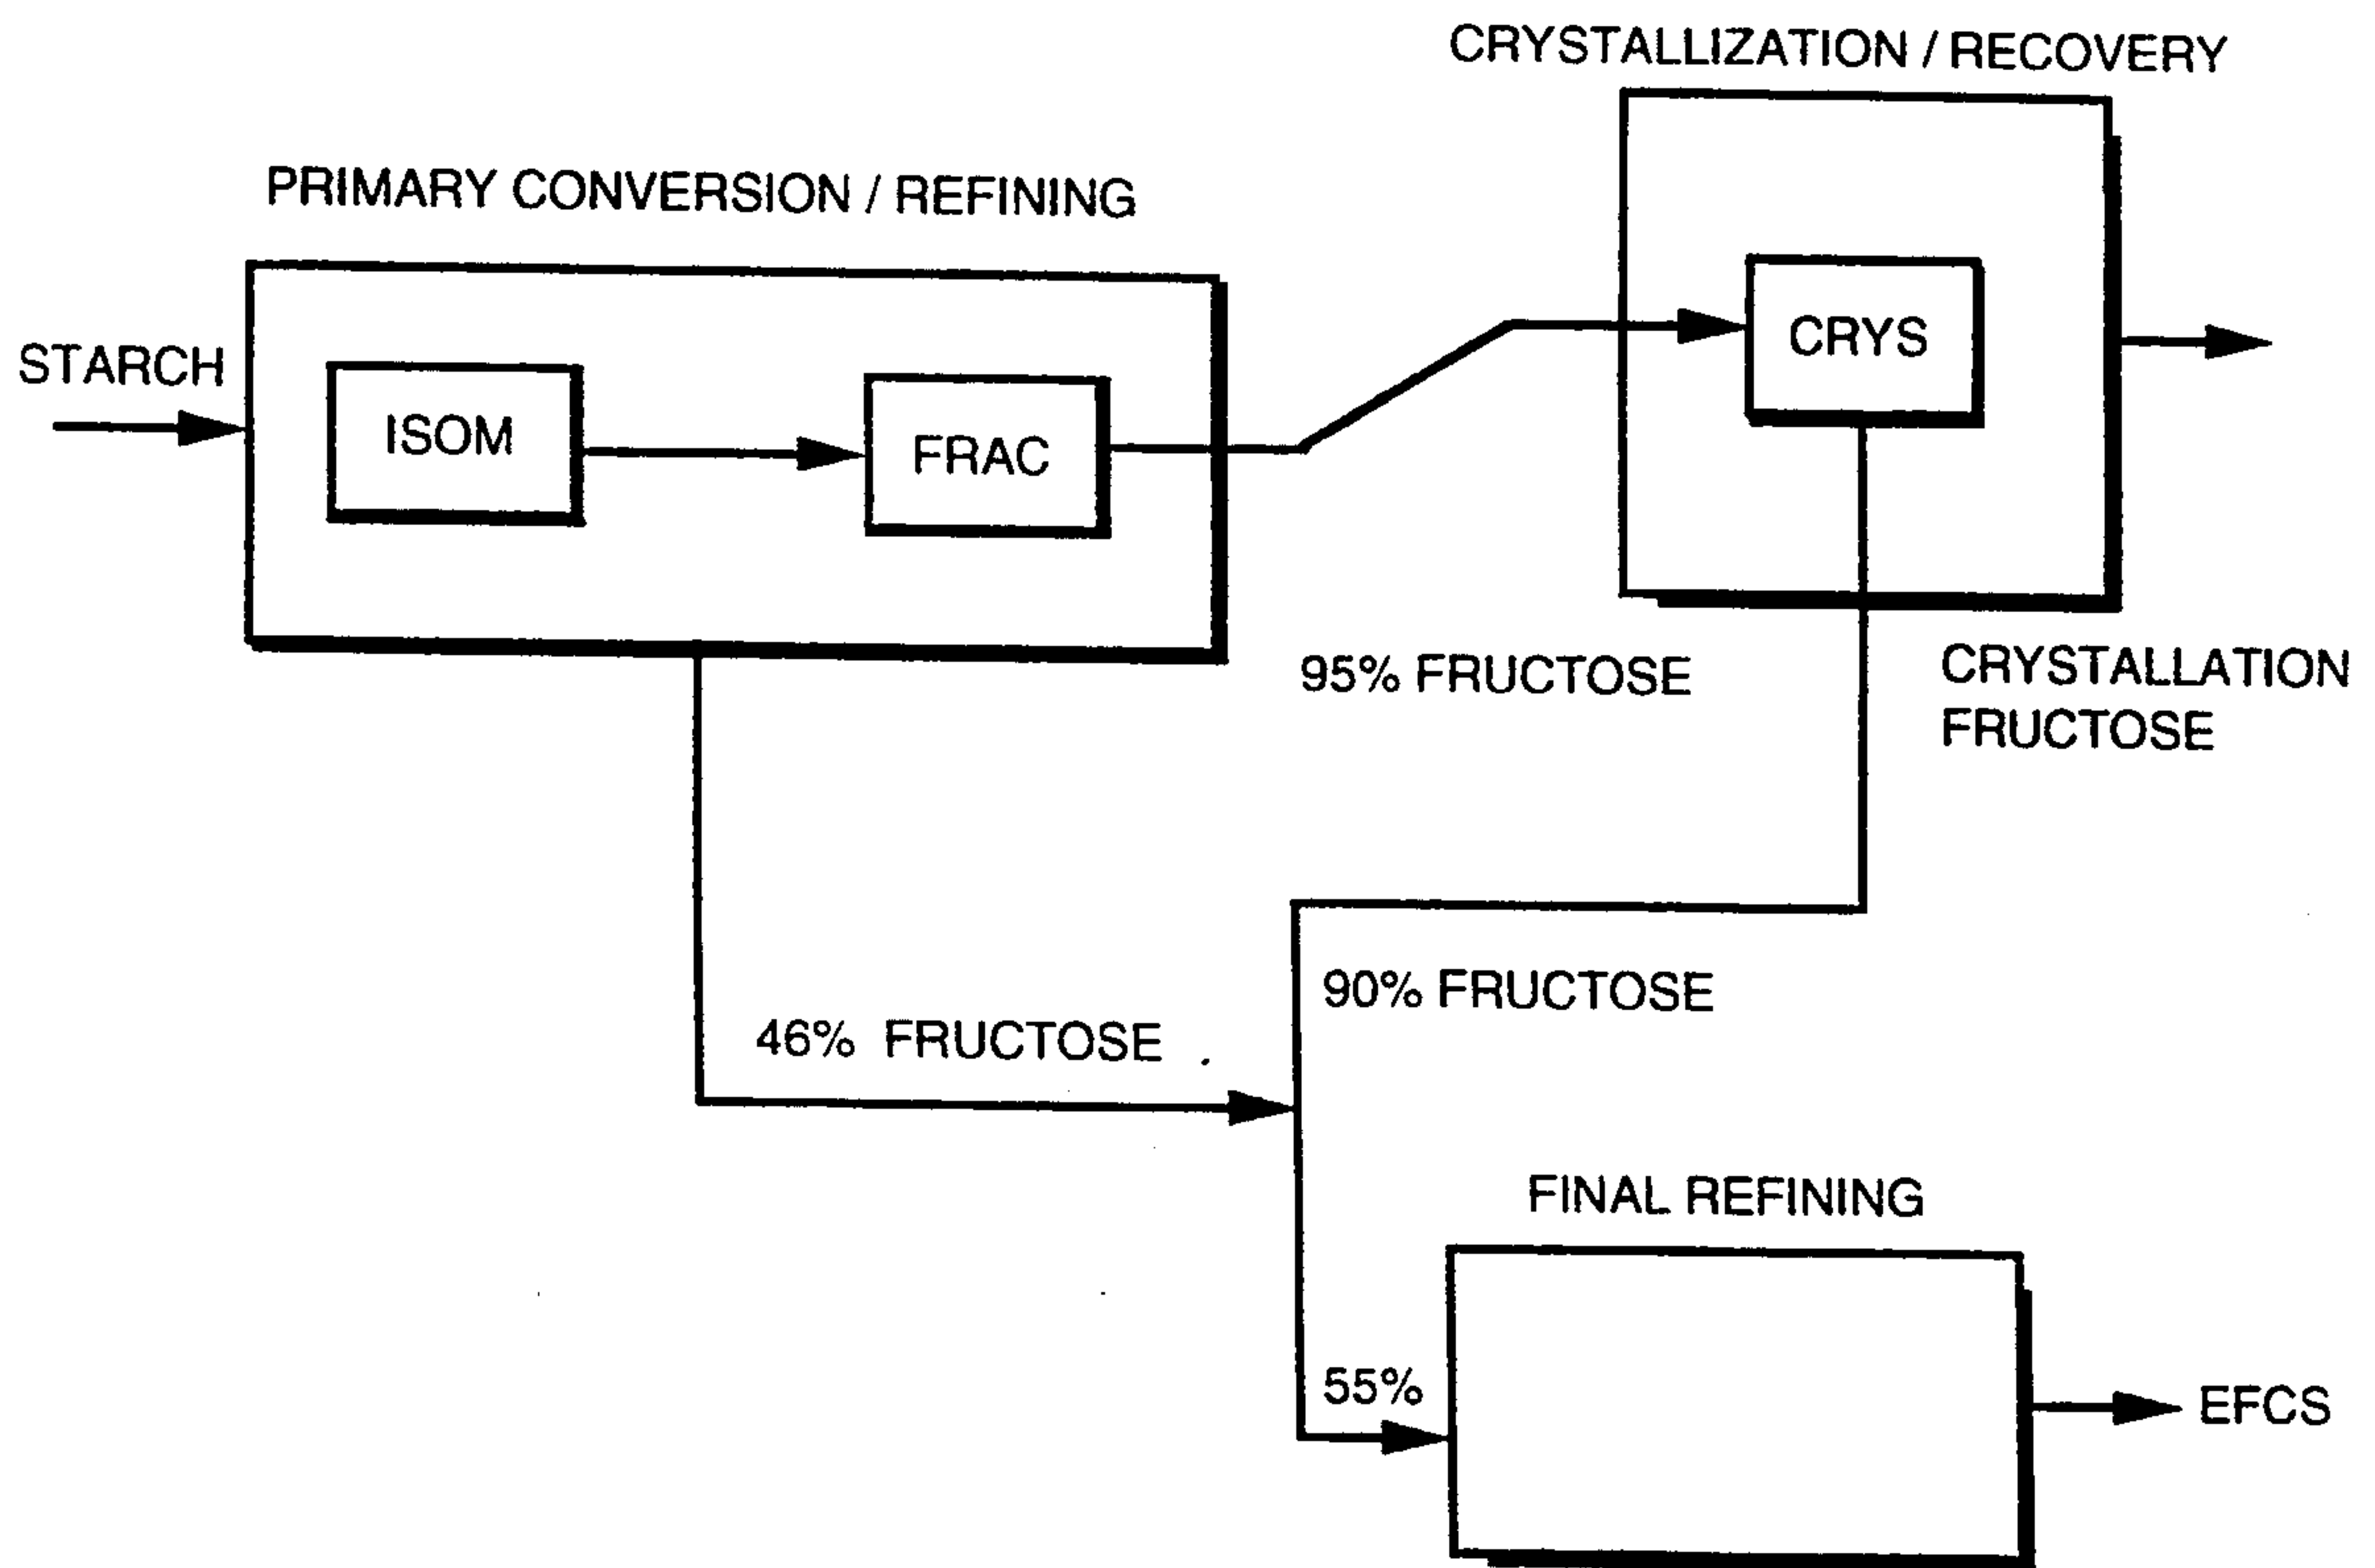 CRYSTALLIZATION / RECOVERY
PRIMARY CONVERSION / REFINING
STARCH
ISOM
FRAC
CRYS
95% FRUCTOSE
CRYSTALLATION
FRUCTOSE
90% FRUCTOSE
46% FRUCTOSE
FINAL REFINING
55%
EFCS